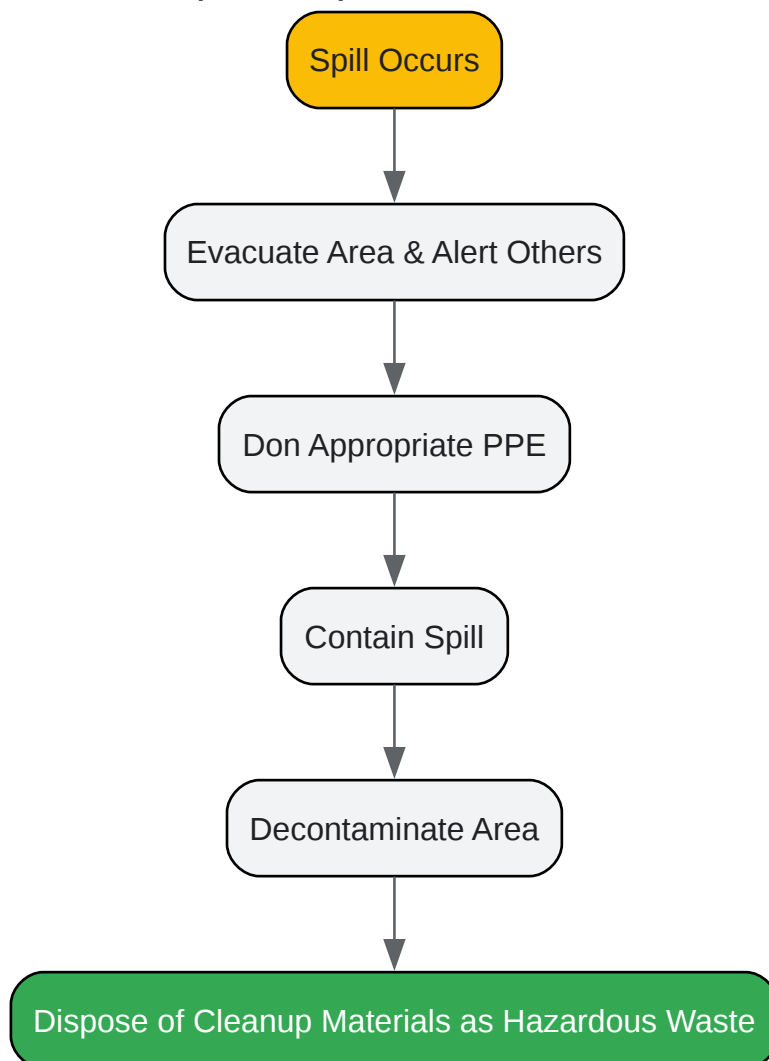 Spill Occurs
Evacuate Area & Alert Others
Don Appropriate PPE
Contain Spill
Decontaminate Area
Dispose of Cleanup Materials as Hazardous Waste